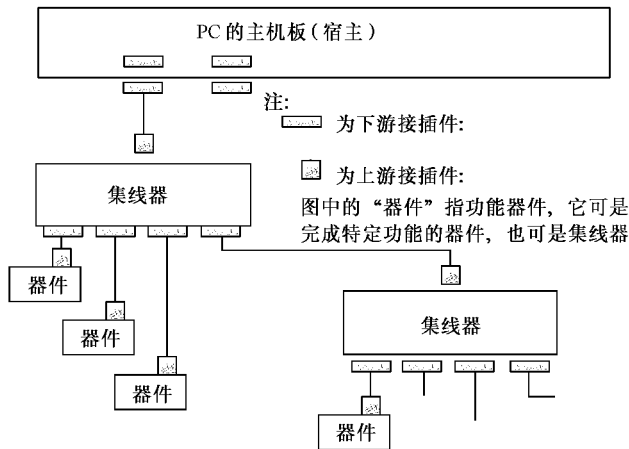 PC 的主机板(宿主)
注:
为下游接插件:
集线器
为上游接插件:
图中的“器件”指功能器件, 它可是
完成特定功能的器件, 也可是集线器
器件
器件
器件
集线器
器件